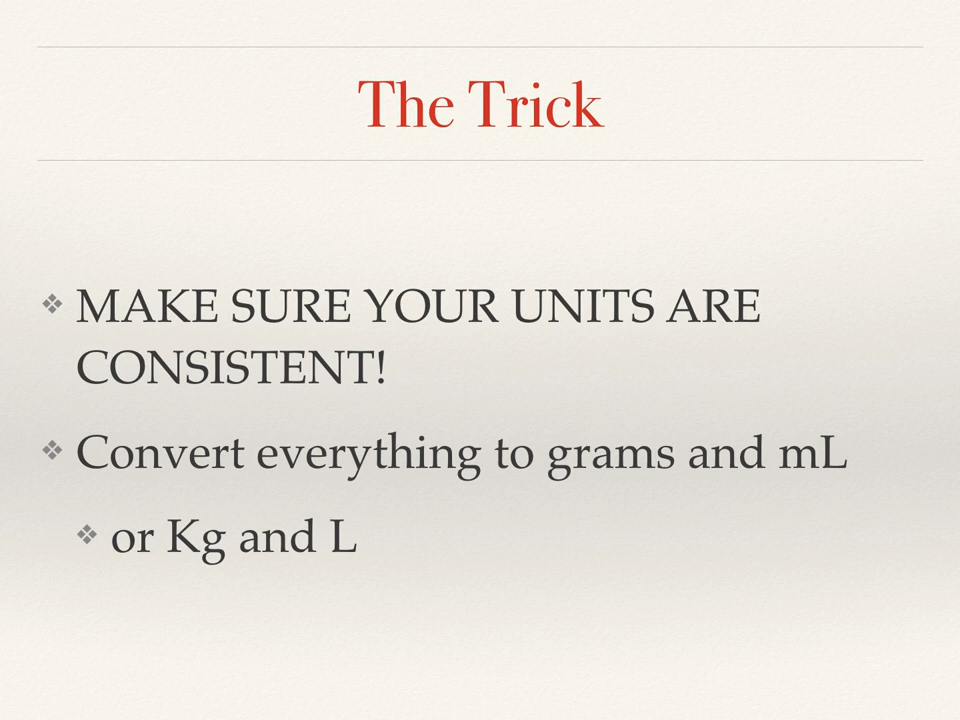 The Trick
❖ MAKE SURE YOUR UNITS ARE
CONSISTENT!
❖ Convert everything to grams and mL
❖ or Kg and L